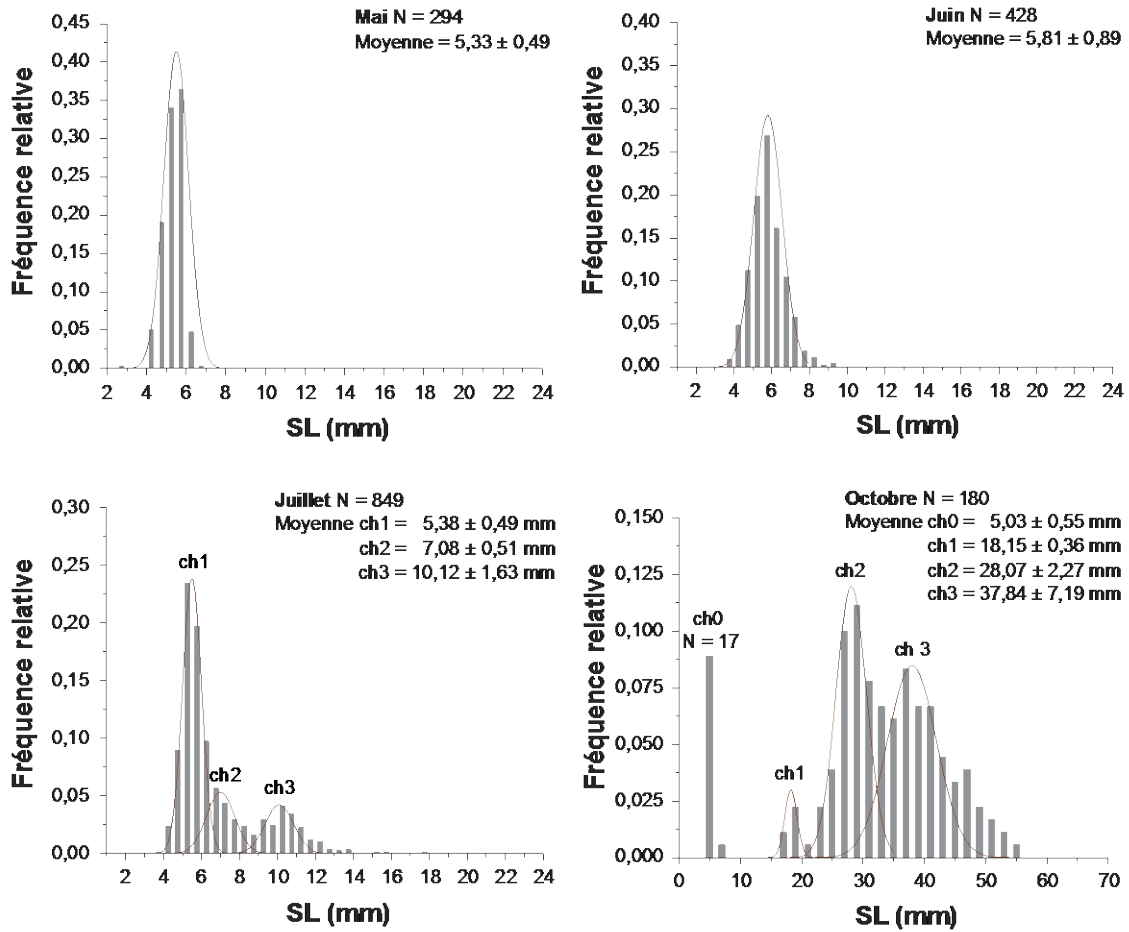 Mai N = 294
Moyenne = 5,33 ± 0,49
0,45
0,40
0,35
0,30
0,25
0,20
0,15
0,10
0,05
0,00
Fréquence relative
2 4 6 8 10 12 14 16 18 20 22 24
SL (mm)
Juin N = 428
Moyenne = 5,81 ± 0,89
0,40
0,35
0,30
0,25
0,20
0,15
0,10
0,05
0,00
Fréquence relative
2 4 6 8 10 12 14 16 18 20 22 24
SL (mm)
Juillet N = 849
Moyenne ch1 = 5,38 ± 0,49 mm
ch2 = 7,08 ± 0,51 mm
ch3 = 10,12 ± 1,63 mm
0,30
0,25
0,20
0,15
0,10
0,05
0,00
Fréquence relative
ch1
ch2
ch3
2 4 6 8 10 12 14 16 18 20 22 24
SL (mm)
Octobre N = 180
Moyenne ch0 = 5,03 ± 0,55 mm
ch1 = 18,15 ± 0,36 mm
ch2 = 28,07 ± 2,27 mm
ch3 = 37,84 ± 7,19 mm
0,150
0,125
0,100
0,075
0,050
0,025
0,000
Fréquence relative
ch0
N = 17
ch1
ch2
ch 3
0 10 20 30 40 50 60 70
SL (mm)